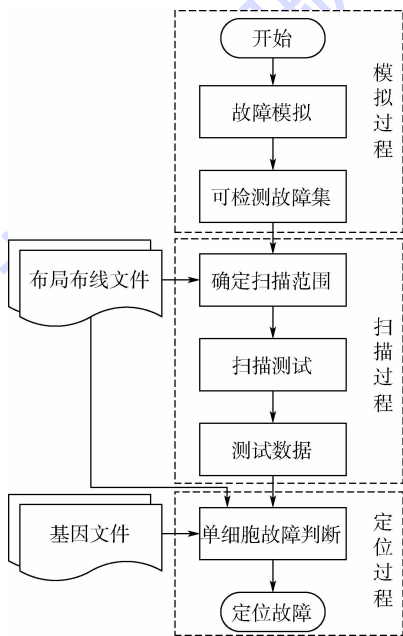 开始
故障模拟
可检测故障集
模拟过程
布局布线文件
确定扫描范围
扫描测试
测试数据
扫描过程
基因文件
单细胞故障判断
定位故障
定位过程